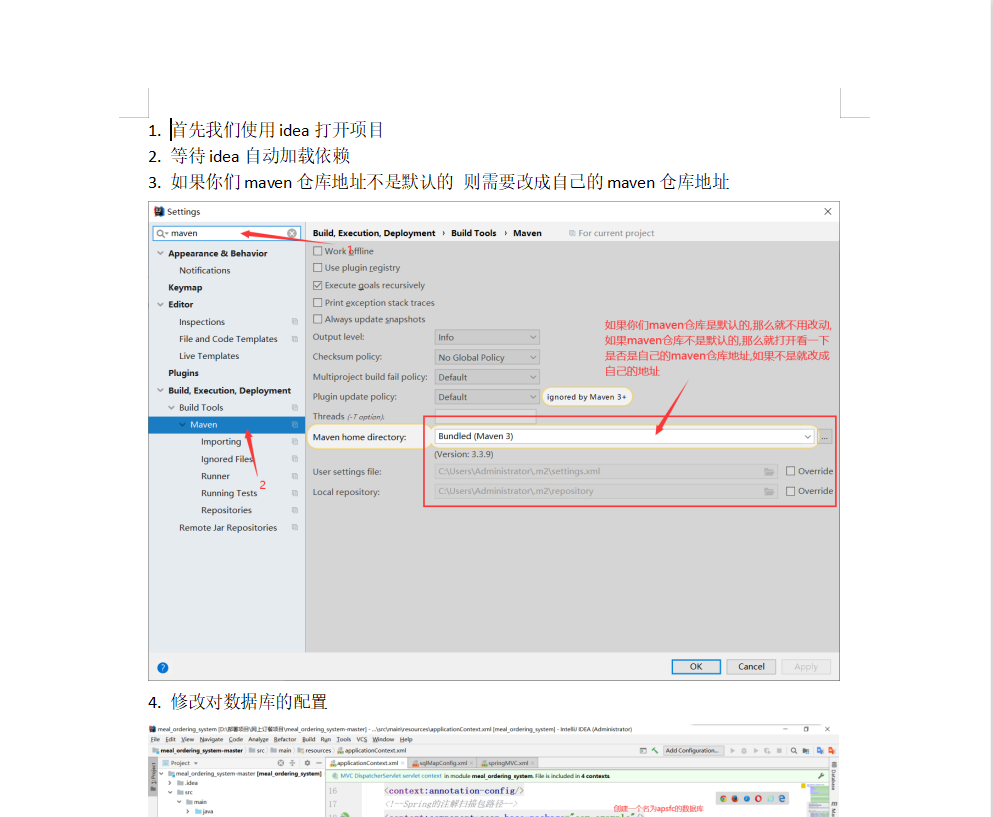 1. 首先我们使用 idea 打开项目
2. 等待 idea 自动加载依赖
3. 如果你们 maven 仓库地址不是默认的 则需要改成自己的 maven 仓库地址
Settings
maven
Build, Execution, Deployment › Build Tools › Maven For current project
1
Appearance & Behavior
Notifications
Keymap
Editor
Inspections
File and Code Templates
Live Templates
Plugins
Build, Execution, Deployment
Build Tools
Maven
Importing
Ignored Files
Runner
2
Running Tests
Repositories
Remote Jar Repositories
Work offline
Use plugin registry
Execute goals recursively
Print exception stack traces
Always update snapshots
Output level: Info
Checksum policy: No Global Policy
Multiproject build fail policy: Default
Plugin update policy: Default ignored by Maven 3+
Threads (-T option):
Maven home directory: Bundled (Maven 3) ...
(Version: 3.3.9)
User settings file: C:\Users\Administrator\.m2\settings.xml Override
Local repository: C:\Users\Administrator\.m2\repository Override
如果你们maven仓库是默认的,那么就不用改动,
如果maven仓库不是默认的,那么就打开看一下
是否是自己的maven仓库地址,如果不是就改成
自己的地址
? OK Cancel Apply
4. 修改对数据库的配置
meal_ordering_system [D:\部署项目\网上订餐项目\meal_ordering_system-master] - ...\src\main\resources\applicationContext.xml [meal_ordering_system] - IntelliJ IDEA (Administrator)
File Edit View Navigate Code Analyze Refactor Build Run Tools VCS Window Help
meal_ordering_system-master src main resources applicationContext.xml Add Configuration...
Project applicationContext.xml sqlMapConfig.xml springMVC.xml
meal_ordering_system-master [meal_ordering_system] MVC DispatcherServlet servlet context in module meal_ordering_system. File is included in 4 contexts.
.idea
src
main
java
1: Project
Database
16 <context:annotation-config/>
17 <!--Spring的注解扫描包路径-->
创建一个名为apsfc的数据库